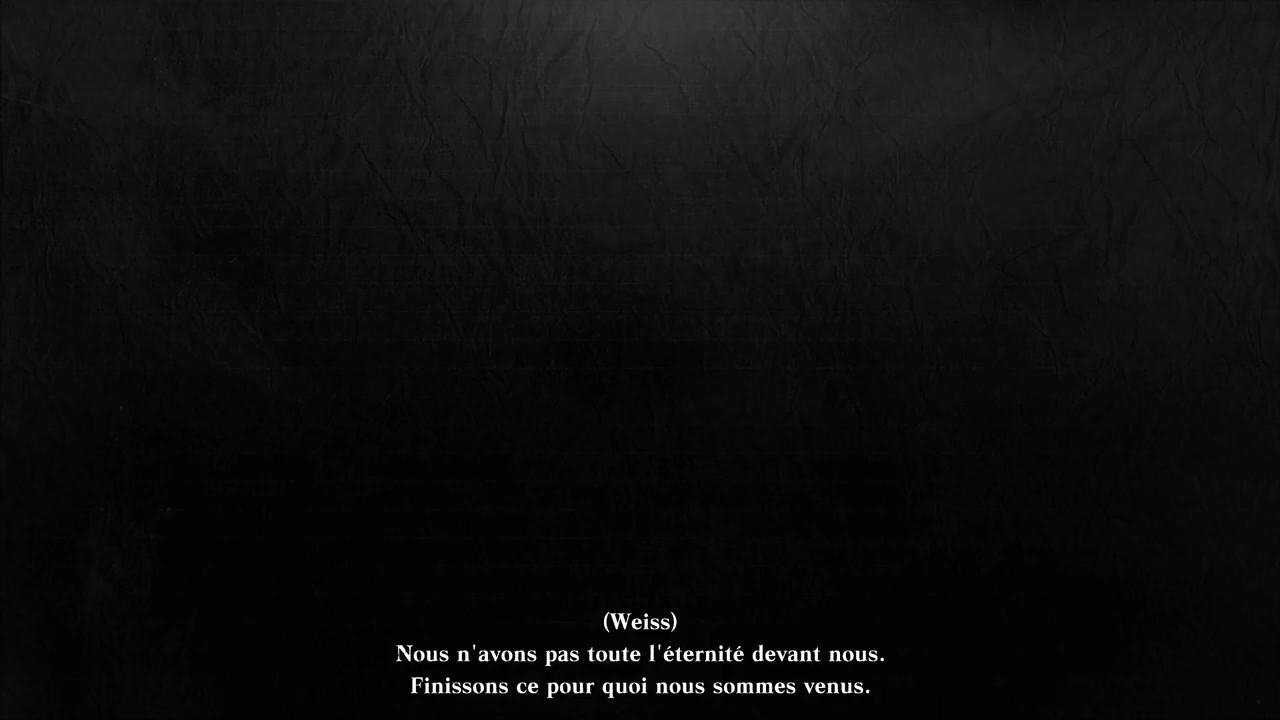 (Weiss)
Nous n'avons pas toute l'éternité devant nous.
Finissons ce pour quoi nous sommes venus.